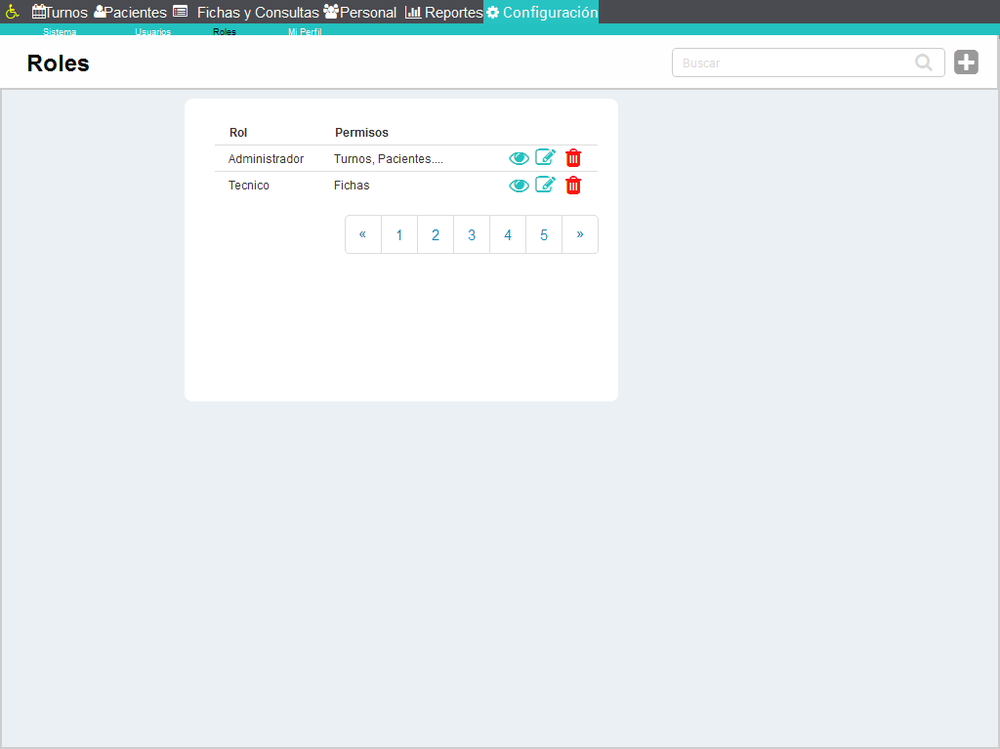 Turnos Pacientes Fichas y Consultas Personal Reportes Configuración
Sistema Usuarios Roles Mi Perfil
Roles
Buscar
Rol Permisos
Administrador Turnos, Pacientes....
Tecnico Fichas
« 1 2 3 4 5 »